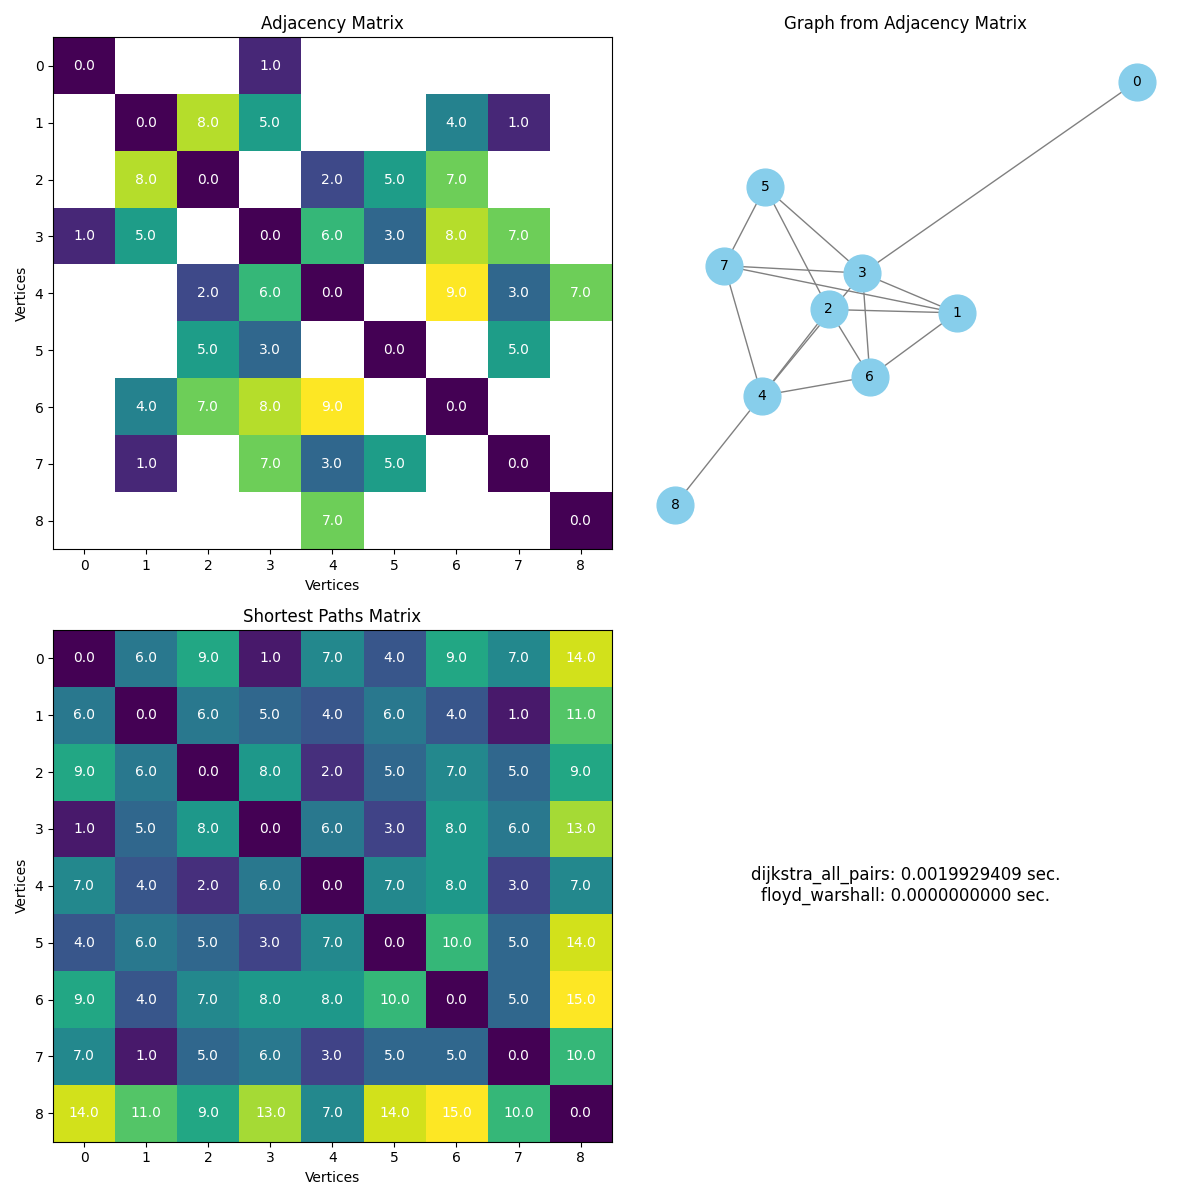 Adjacency Matrix
0 0.0 1.0
1 0.0 8.0 5.0 4.0 1.0
2 8.0 0.0 2.0 5.0 7.0
3 1.0 5.0 0.0 6.0 3.0 8.0 7.0
4 2.0 6.0 0.0 9.0 3.0 7.0
5 5.0 3.0 0.0 5.0
6 4.0 7.0 8.0 9.0 0.0
7 1.0 7.0 3.0 5.0 0.0
8 7.0 0.0
0 1 2 3 4 5 6 7 8
Vertices
Vertices
Graph from Adjacency Matrix
0
5
7
3
2
1
6
4
8
Shortest Paths Matrix
0 0.0 6.0 9.0 1.0 7.0 4.0 9.0 7.0 14.0
1 6.0 0.0 6.0 5.0 4.0 6.0 4.0 1.0 11.0
2 9.0 6.0 0.0 8.0 2.0 5.0 7.0 5.0 9.0
3 1.0 5.0 8.0 0.0 6.0 3.0 8.0 6.0 13.0
4 7.0 4.0 2.0 6.0 0.0 7.0 8.0 3.0 7.0
5 4.0 6.0 5.0 3.0 7.0 0.0 10.0 5.0 14.0
6 9.0 4.0 7.0 8.0 8.0 10.0 0.0 5.0 15.0
7 7.0 1.0 5.0 6.0 3.0 5.0 5.0 0.0 10.0
8 14.0 11.0 9.0 13.0 7.0 14.0 15.0 10.0 0.0
0 1 2 3 4 5 6 7 8
Vertices
Vertices
dijkstra_all_pairs: 0.0019929409 sec.
floyd_warshall: 0.0000000000 sec.